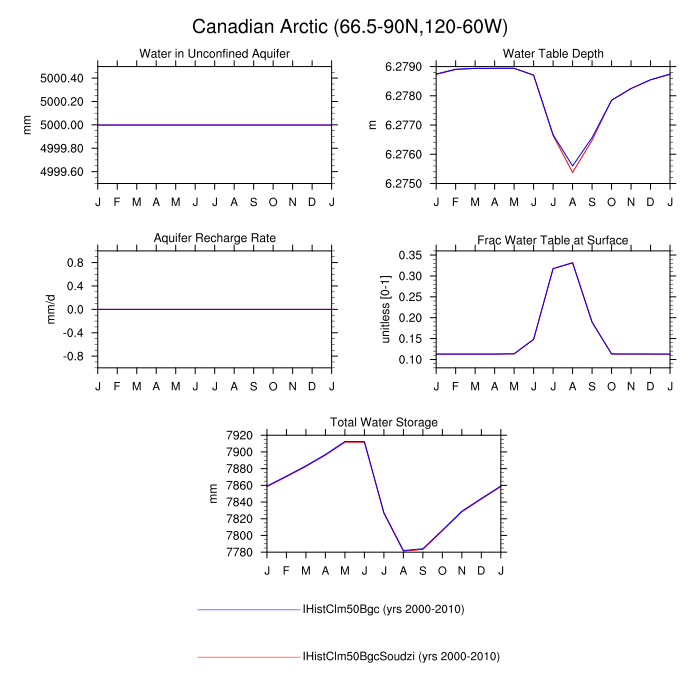 Canadian Arctic (66.5-90N,120-60W)
Water in Unconfined Aquifer
5000.40
5000.20
5000.00
4999.80
4999.60
mm
J F M A M J J A S O N D J
Water Table Depth
6.2790
6.2780
6.2770
6.2760
6.2750
m
J F M A M J J A S O N D J
Aquifer Recharge Rate
0.8
0.4
0.0
-0.4
-0.8
mm/d
J F M A M J J A S O N D J
Frac Water Table at Surface
0.35
0.30
0.25
0.20
0.15
0.10
unitless [0-1]
J F M A M J J A S O N D J
Total Water Storage
7920
7900
7880
7860
7840
7820
7800
7780
mm
J F M A M J J A S O N D J
IHistClm50Bgc (yrs 2000-2010)
IHistClm50BgcSoudzi (yrs 2000-2010)